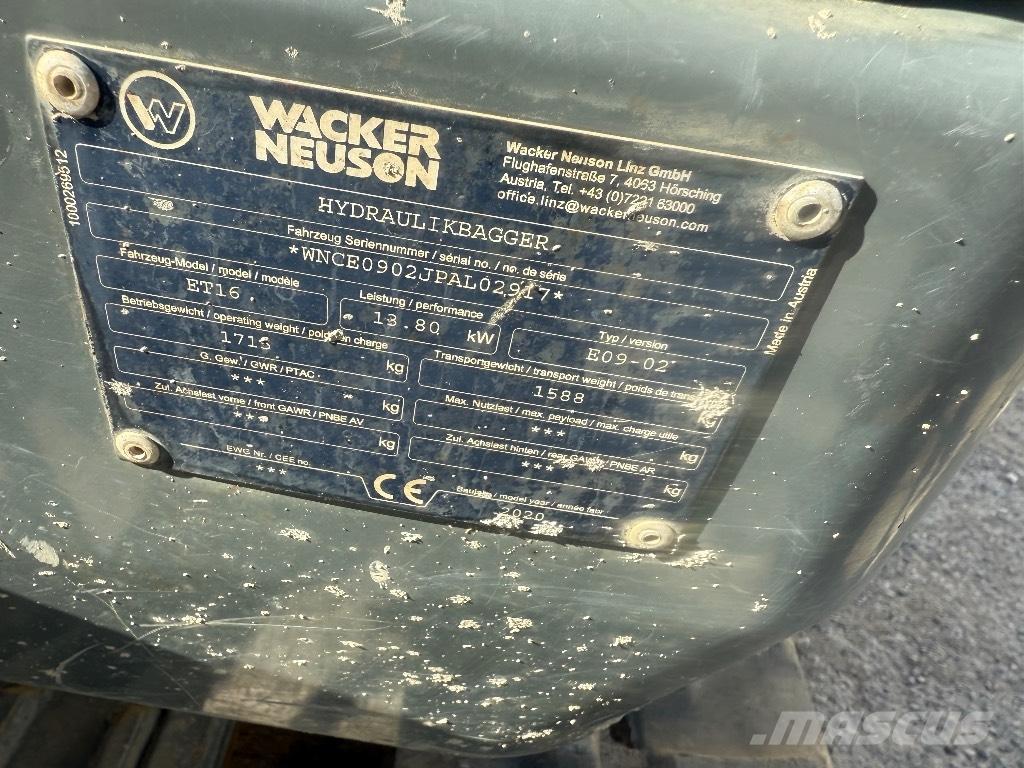 WACKER
NEUSON
Wacker Neuson Linz GmbH
Flughafenstraße 7, 4063 Hörsching
Austria, Tel. +43 (0)7221 63000
office.linz@wackerneuson.com
1000269512
HYDRAULIKBAGGER
Fahrzeug Seriennummer / sérial no. / no. de série
*WNCE0902JPAL02917*
Fahrzeug-Model / model / modèle
ET16
Leistung / performance
13.80 kW
Typ / version
E09-02
Made in Austria
Betriebsgewicht / operating weight / poids en charge
1715 kg
Transportgewicht / transport weight / poids de
1588 kg
G. Gew. / GWR / PTAC
*** kg
Max. Nutzlast / max. payload / max. charge utile
*** kg
Zul. Achslast vorne / front GAWR / PNBE AV
*** kg
Zul. Achslast hinten / rear GAWR / PNBE AR
*** kg
EWG Nr. / CEE no.
***
CE
Baujahr / model year / année fabr
2020
MASCUS